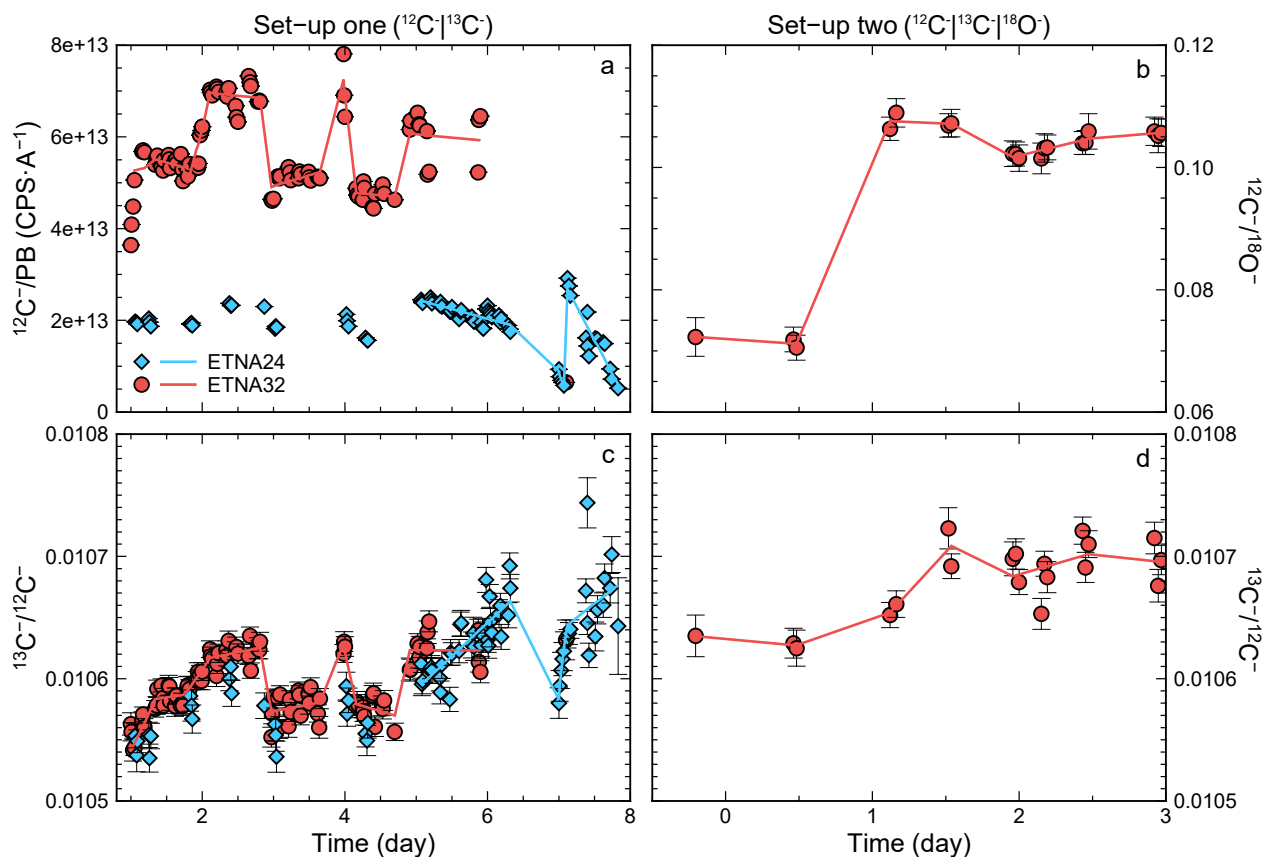 Set−up one (¹²C⁻|¹³C⁻)
Set−up two (¹²C⁻|¹³C⁻|¹⁸O⁻)
a
8e+13
6e+13
4e+13
2e+13
0
¹²C⁻/PB (CPS·A⁻¹)
ETNA24
ETNA32
b
0.12
0.10
0.08
0.06
¹²C⁻/¹⁸O⁻
c
0.0108
0.0107
0.0106
0.0105
¹³C⁻/¹²C⁻
2 4 6 8
Time (day)
d
0.0108
0.0107
0.0106
0.0105
¹³C⁻/¹²C⁻
0 1 2 3
Time (day)